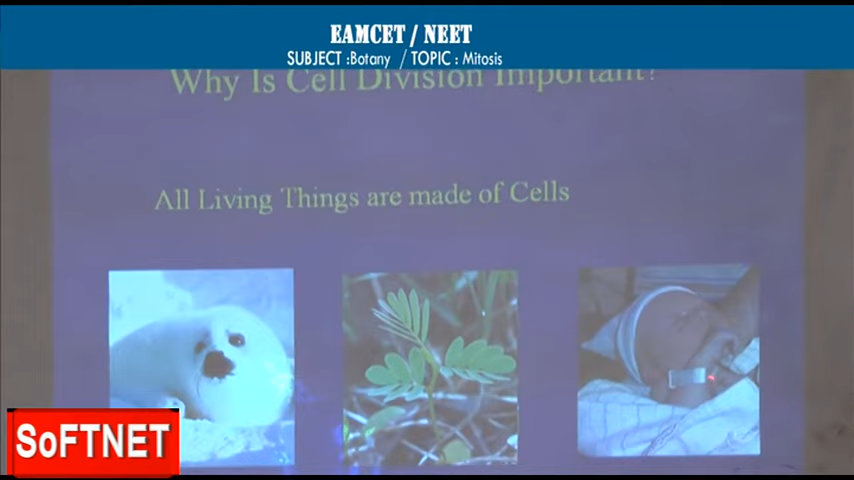 EAMCET / NEET
SUBJECT :Botany / TOPIC : Mitosis
Why Is Cell Division Important?
All Living Things are made of Cells
SoFTNET